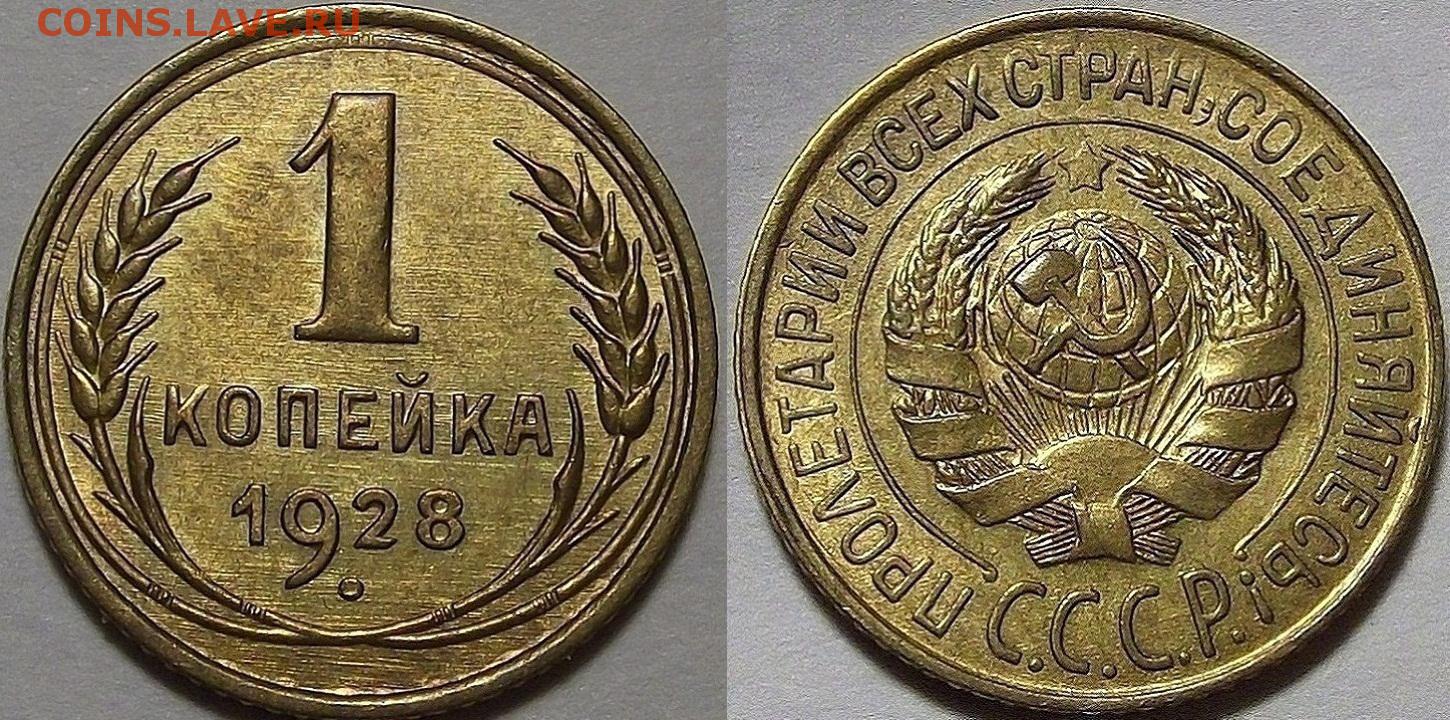 COINS.LAVE.RU
1
КОПЕЙКА
1928
ПРОЛЕТАРИИ ВСЕХ СТРАН, СОЕДИНЯЙТЕСЬ!
С.С.С.Р.